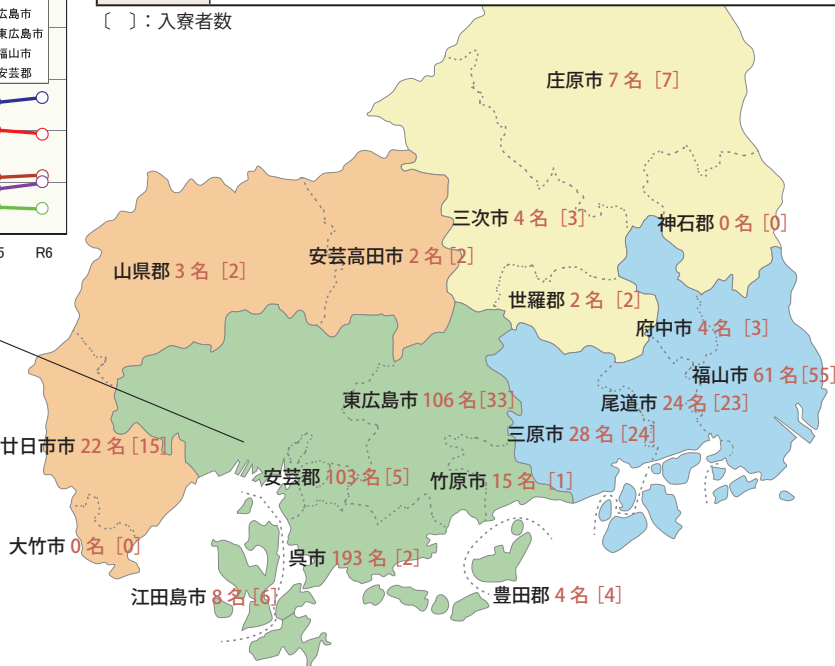 広島市
東広島市
福山市
安芸郡
R6
〔　〕：入寮者数
庄原市 7 名［7］
三次市 4 名［3］
神石郡 0 名［0］
安芸高田市 2 名［2］
山県郡 3 名［2］
世羅郡 2 名［2］
府中市 4 名［3］
福山市 61 名［55］
東広島市 106 名［33］
尾道市 24 名［23］
三原市 28 名［24］
廿日市市 22 名［15］
安芸郡 103 名［5］
竹原市 15 名［1］
大竹市 0 名［0］
呉市 193 名［2］
江田島市 8 名［6］
豊田郡 4 名［4］